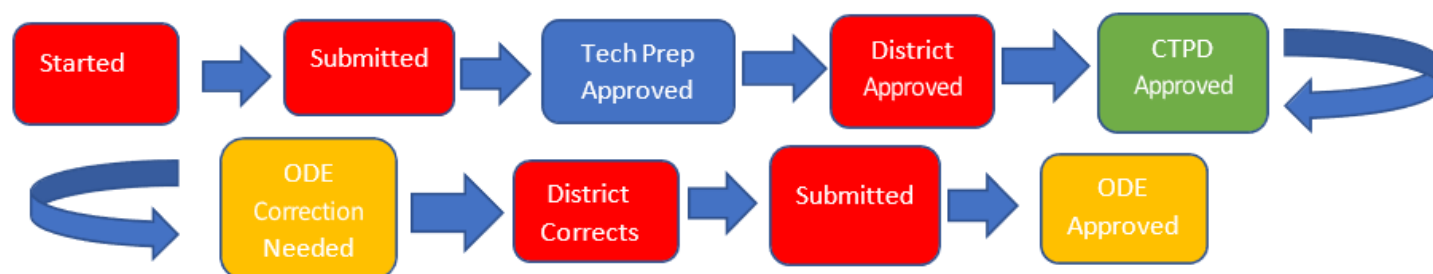 Started
Submitted
Tech Prep
Approved
District
Approved
CTPD
Approved
ODE
Correction
Needed
District
Corrects
Submitted
ODE
Approved